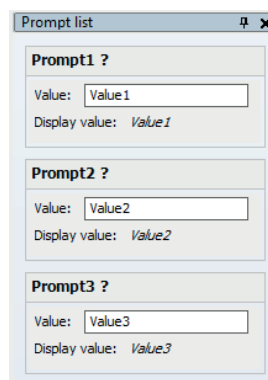 Prompt list
Prompt1 ?
Value: Value1
Display value: Value1
Prompt2 ?
Value: Value2
Display value: Value2
Prompt3 ?
Value: Value3
Display value: Value3